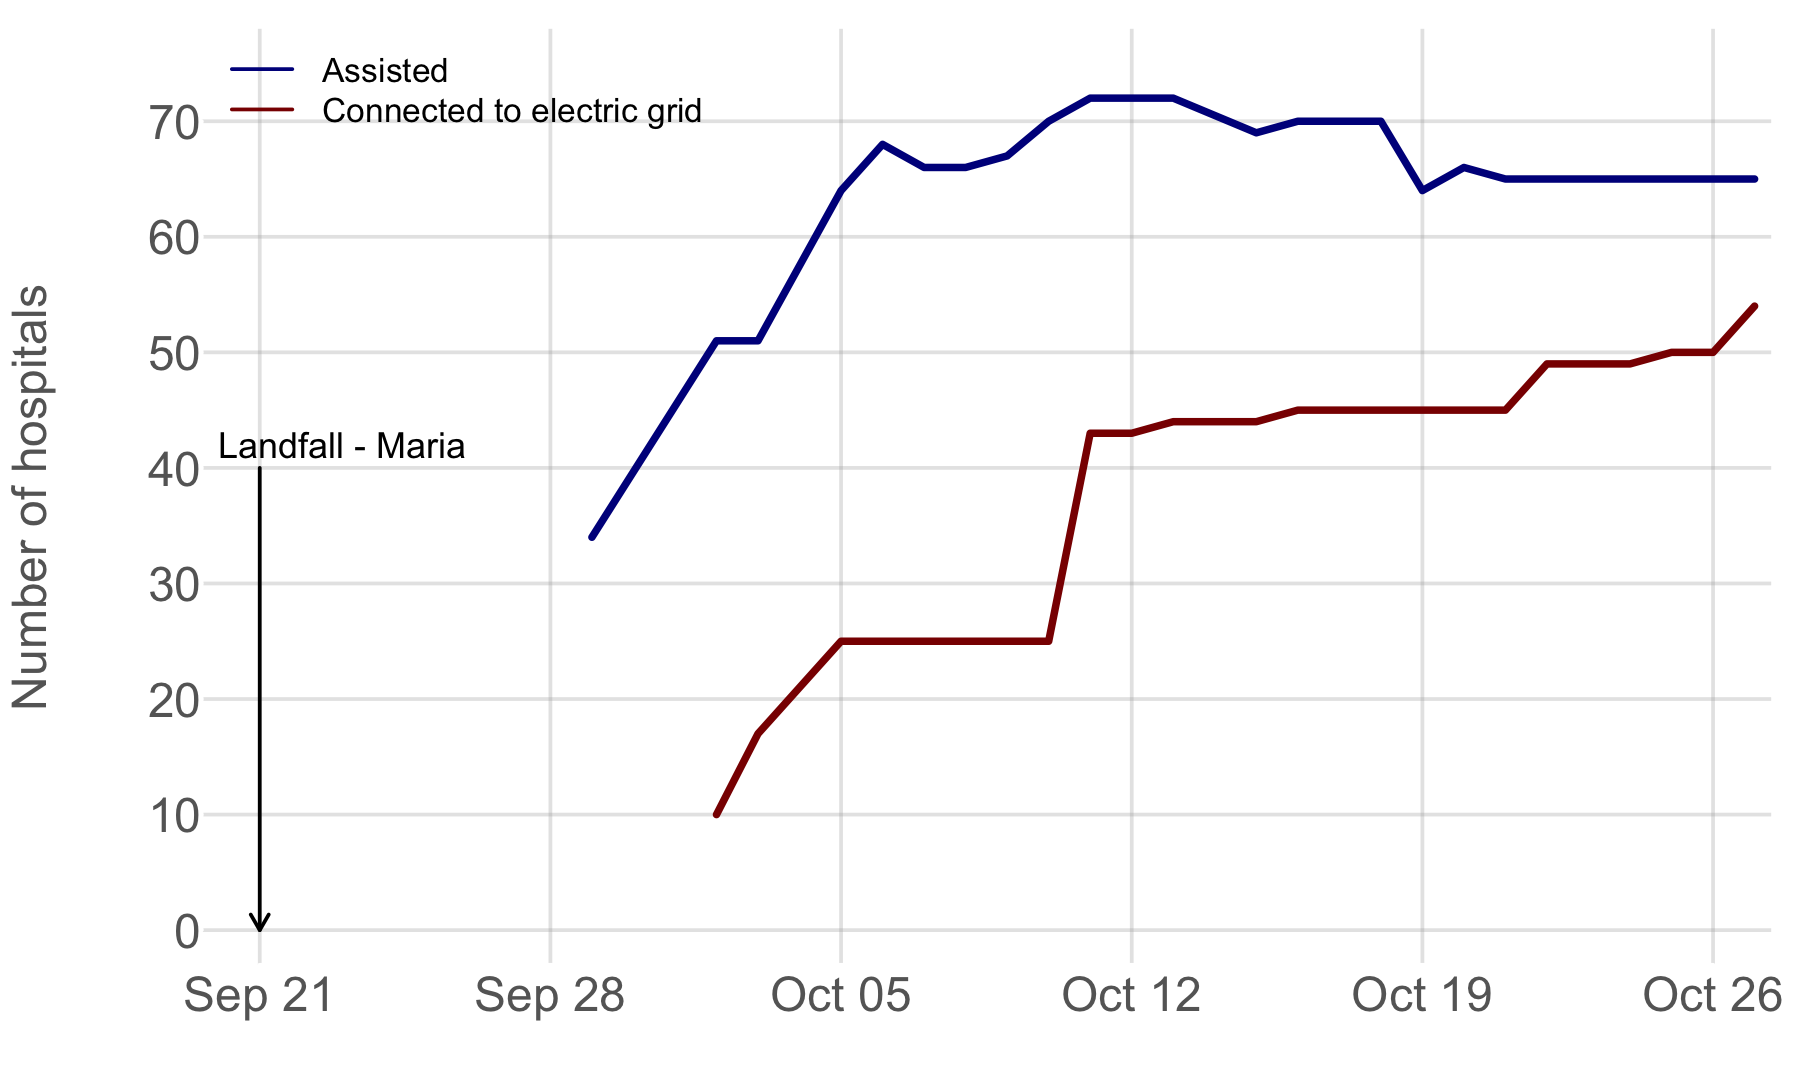 Assisted
Connected to electric grid
70
60
50
40
30
20
10
0
Number of hospitals
Landfall - Maria
Sep 21
Sep 28
Oct 05
Oct 12
Oct 19
Oct 26